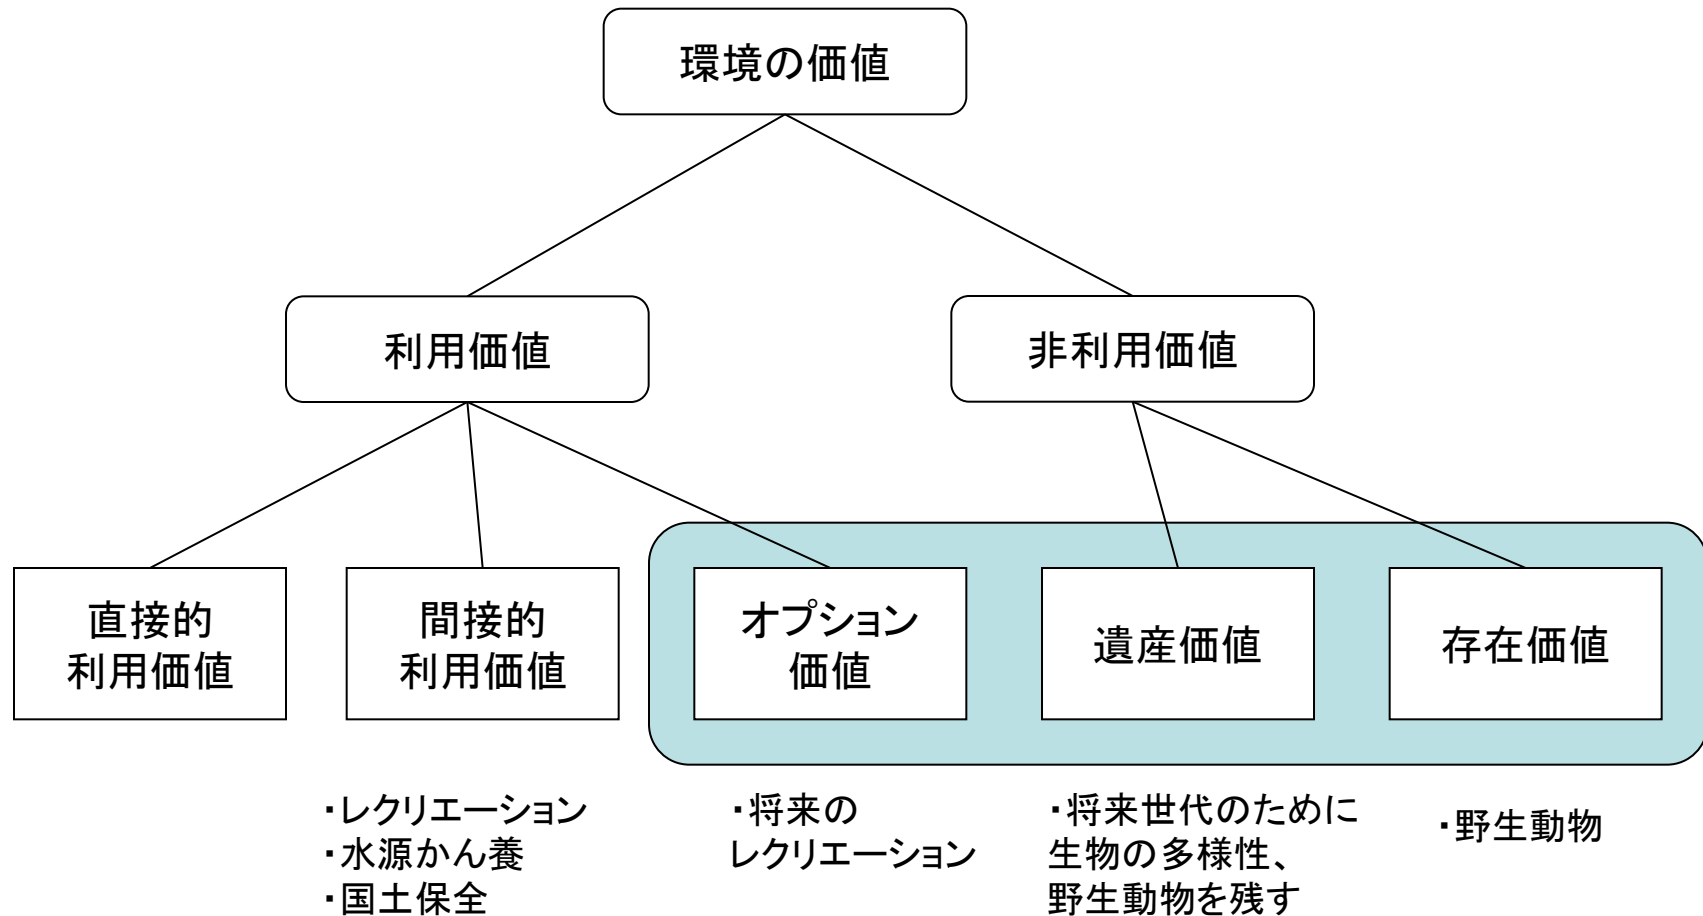 環境の価値
利用価値
非利用価値
直接的
利用価値
間接的
利用価値
オプション
価値
遺産価値
存在価値
・レクリエーション
・水源かん養
・国土保全
・将来の
レクリエーション
・将来世代のために
生物の多様性、
野生動物を残す
・野生動物